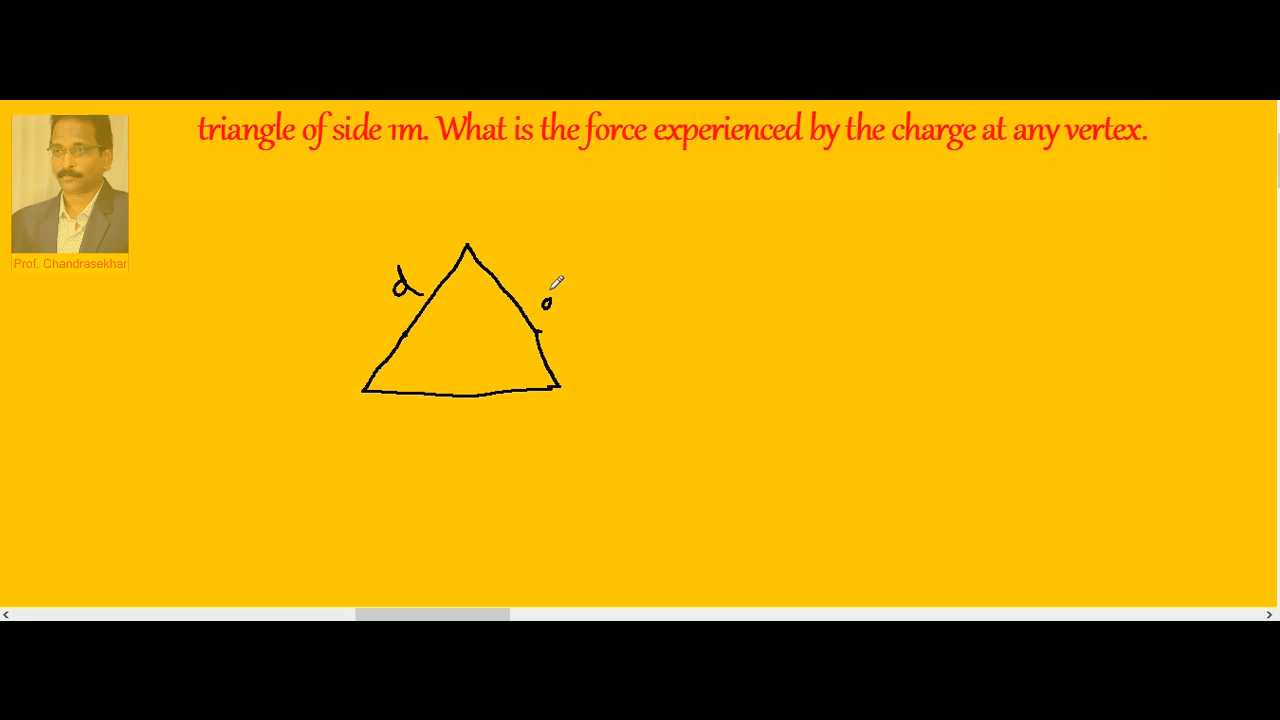 triangle of side 1m. What is the force experienced by the charge at any vertex.
Prof. Chandrasekhar
d